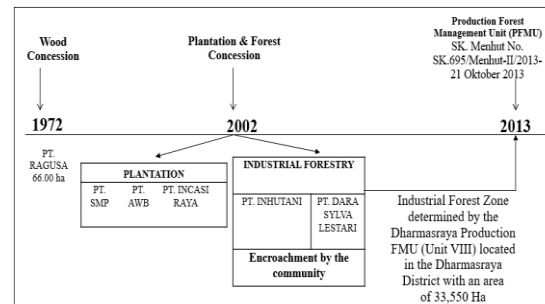 Wood
Concession
Plantation & Forest
Concession
Production Forest
Management Unit (PFMU)
SK. Menhut No.
SK.695/Menhut-II/2013-
21 Oktober 2013
1972
2002
2013
PT.
RAGUSA
66.00 ha
PLANTATION
PT.
SMP
PT.
AWB
PT. INCASI
RAYA
INDUSTRIAL FORESTRY
PT. INHUTANI
PT. DARA
SYLVA
LESTARI
Encroachment by the
community
Industrial Forest Zone
determined by the
Dharmasraya Production
FMU (Unit VIII) located
in the Dharmasraya
District with an area
of 33,550 Ha